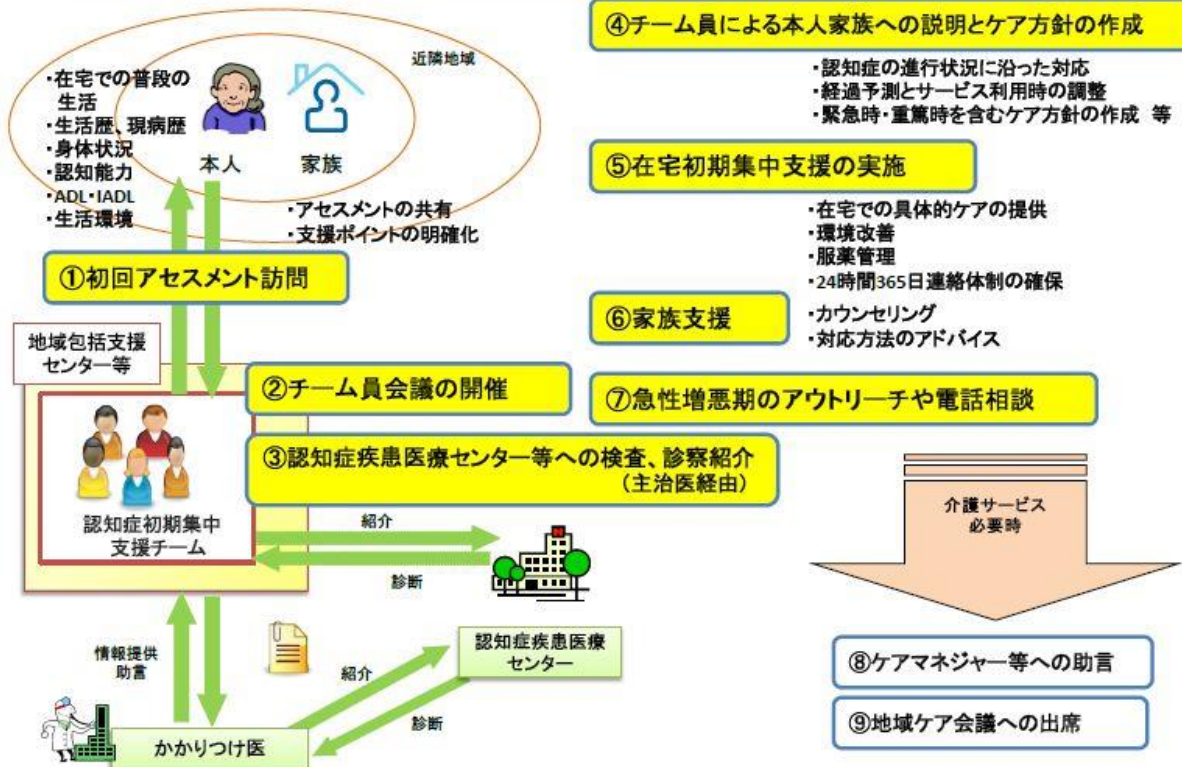 近隣地域
・在宅での普段の
生活
・生活歴、現病歴
・身体状況
・認知能力
・ADL・IADL
・生活環境
本人
家族
・アセスメントの共有
・支援ポイントの明確化
①初回アセスメント訪問
地域包括支援
センター等
②チーム員会議の開催
③認知症疾患医療センター等への検査、診察紹介
（主治医経由）
認知症初期集中
支援チーム
紹介
診断
情報提供
助言
紹介
診断
認知症疾患医療
センター
かかりつけ医
④チーム員による本人家族への説明とケア方針の作成
・認知症の進行状況に沿った対応
・経過予測とサービス利用時の調整
・緊急時・重篤時を含むケア方針の作成 等
⑤在宅初期集中支援の実施
・在宅での具体的ケアの提供
・環境改善
・服薬管理
・24時間365日連絡体制の確保
⑥家族支援
・カウンセリング
・対応方法のアドバイス
⑦急性増悪期のアウトリーチや電話相談
介護サービス
必要時
⑧ケアマネジャー等への助言
⑨地域ケア会議への出席